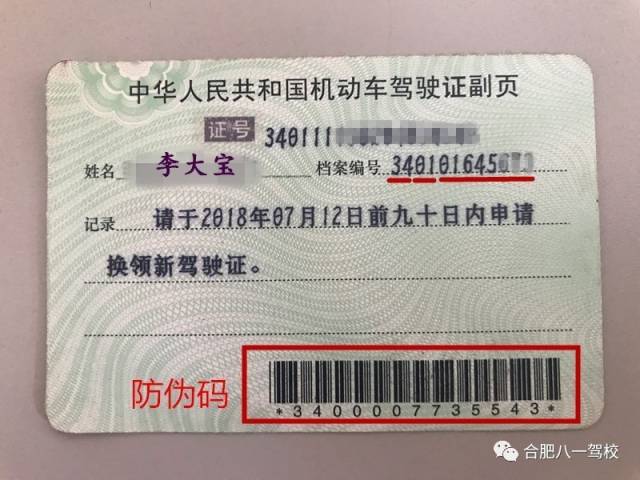 中华人民共和国机动车驾驶证副页
证号 340111
姓名 李大宝 档案编号 340101645
记录 请于2018年07月12日前九十日内申请
换领新驾驶证。
防伪码
*3400007735543*
合肥八一驾校